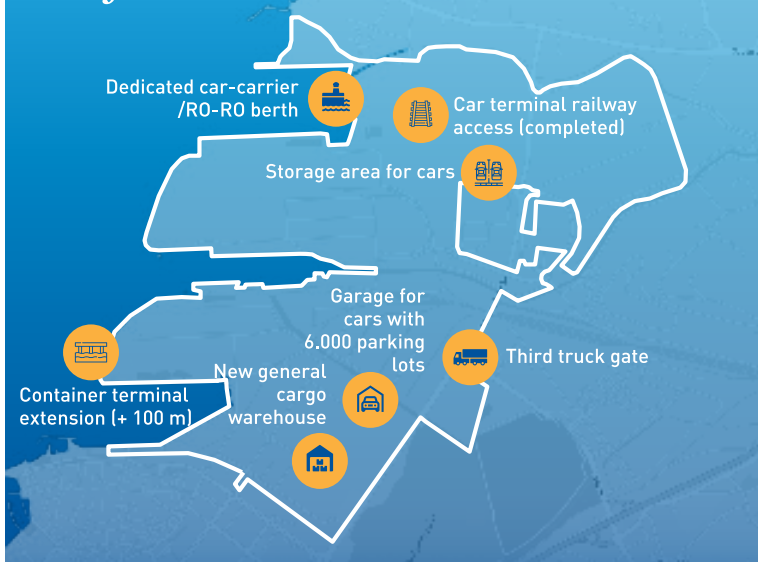 Dedicated car-carrier
/RO-RO berth
Car terminal railway
access (completed)
Storage area for cars
Garage for
cars with
6.000 parking
lots
Third truck gate
New general
cargo
warehouse
Container terminal
extension (+ 100 m)